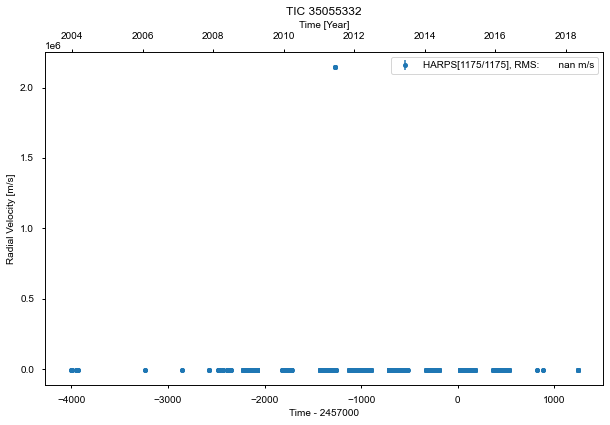 TIC 35055332
Time [Year]
2004 2006 2008 2010 2012 2014 2016 2018
1e6
HARPS[1175/1175], RMS: nan m/s
2.0
1.5
1.0
0.5
0.0
Radial Velocity [m/s]
−4000 −3000 −2000 −1000 0 1000
Time - 2457000